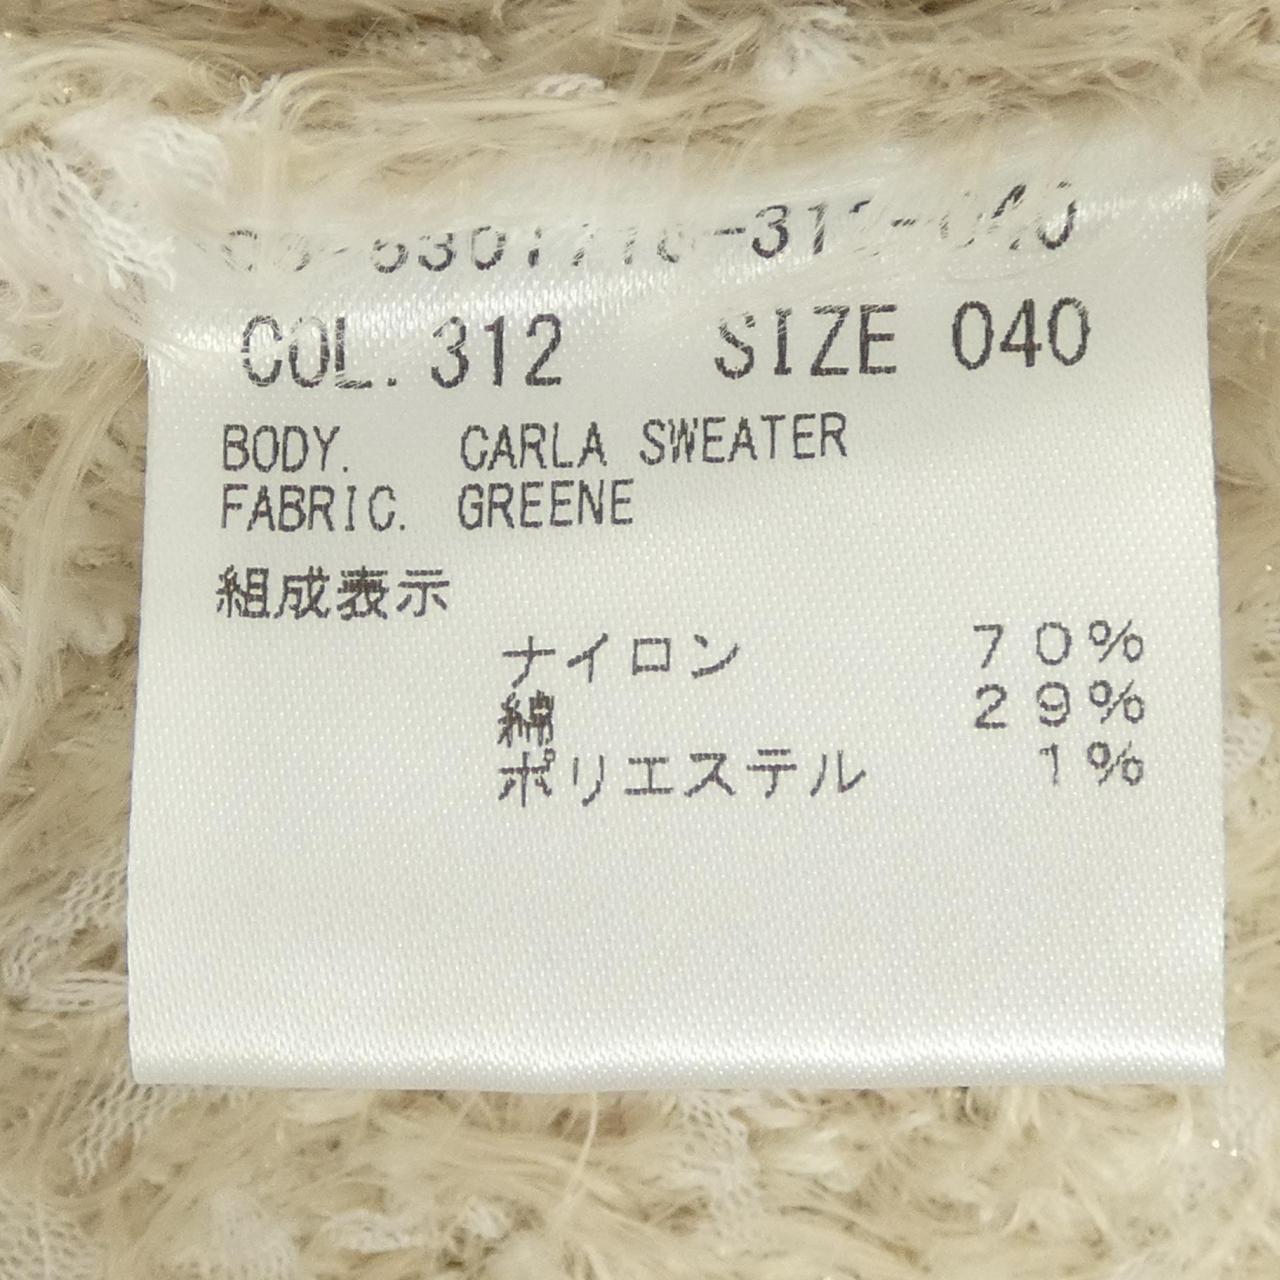 COL. 312 SIZE 040
BODY. CARLA SWEATER
FABRIC. GREENE
組成表示
ナイロン 70%
綿 29%
ポリエステル 1%